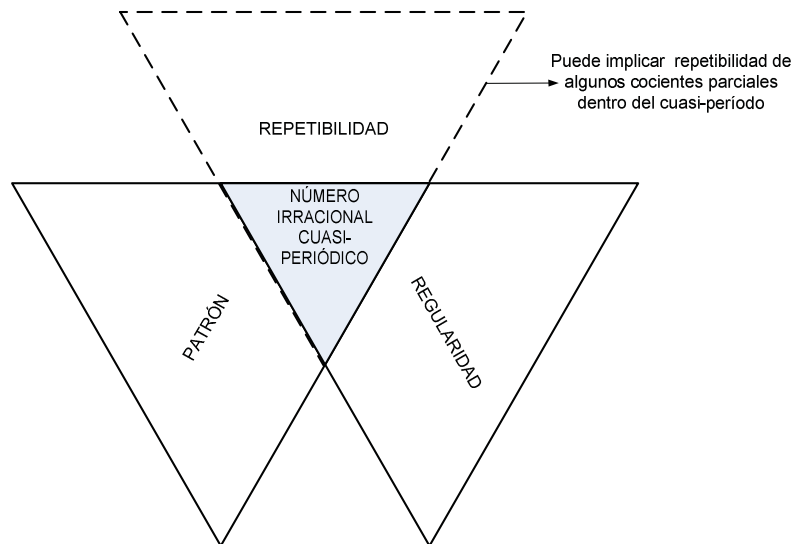 Puede implicar repetibilidad de
algunos cocientes parciales
dentro del cuasi-período
REPETIBILIDAD
NÚMERO
IRRACIONAL
CUASI-
PERIÓDICO
PATRÓN
REGULARIDAD